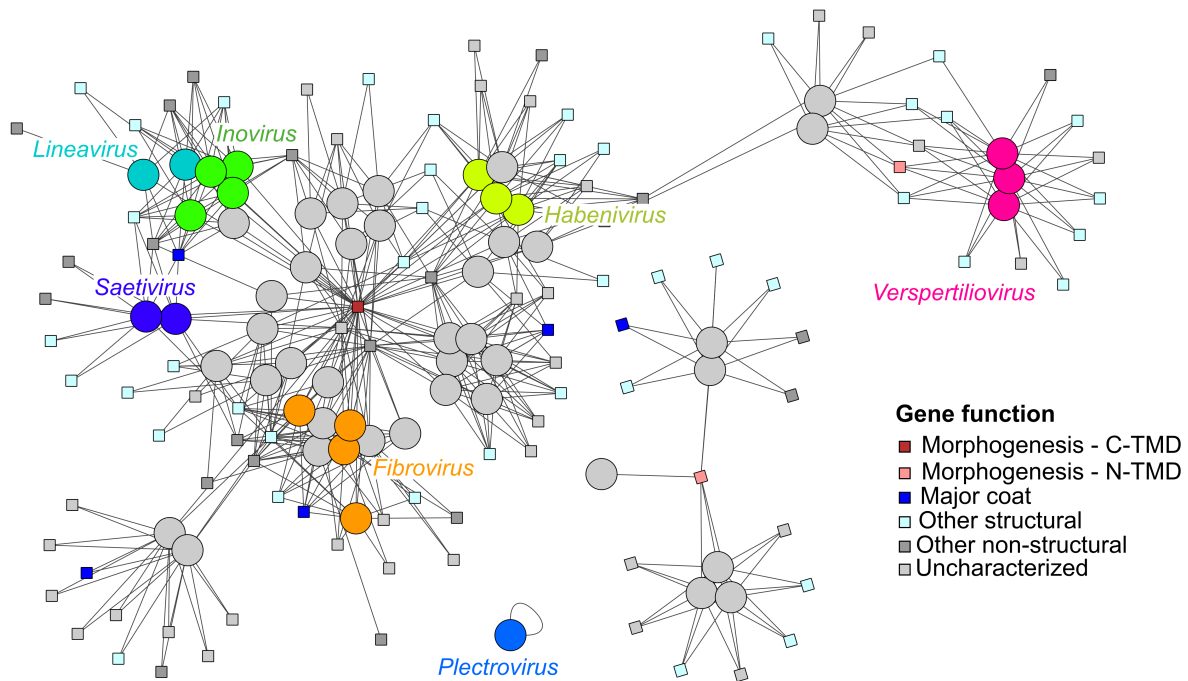 Inovirus
Lineavirus
Habenivirus
Saetivirus
Verspertiliovirus
Fibrovirus
Plectrovirus
Gene function
Morphogenesis - C-TMD
Morphogenesis - N-TMD
Major coat
Other structural
Other non-structural
Uncharacterized